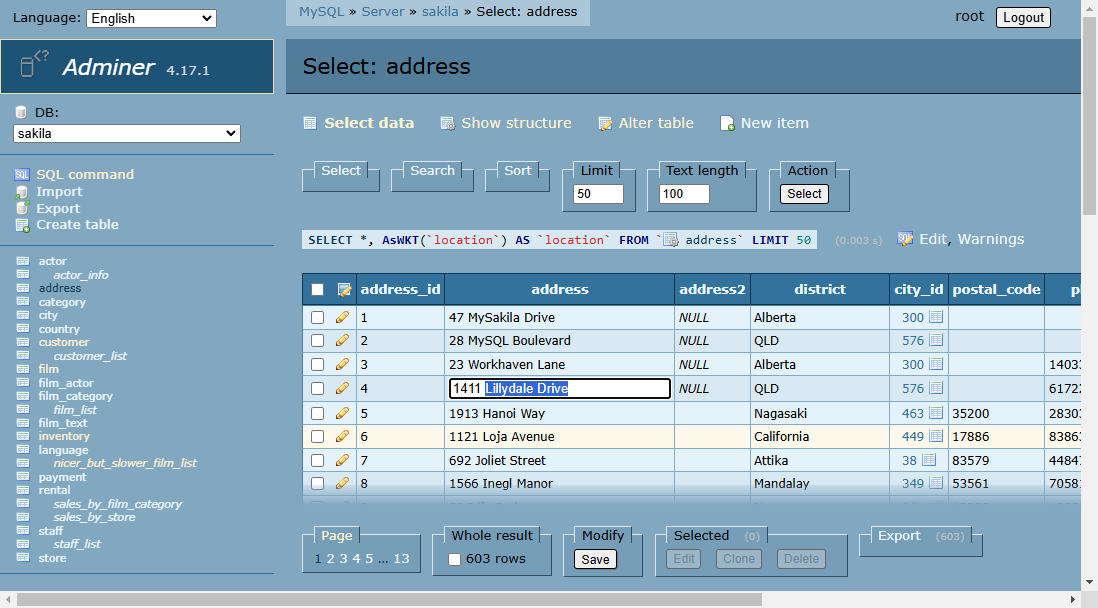 Language: English
MySQL » Server » sakila » Select: address
root Logout
Adminer 4.17.1
Select: address
DB:
sakila
Select data Show structure Alter table New item
SQL command
Import
Export
Create table
Select Search Sort Limit Text length Action
50 100 Select
SELECT *, AsWKT(`location`) AS `location` FROM `address` LIMIT 50 (0.003 s) Edit, Warnings
actor
actor_info
address
category
city
country
customer
customer_list
film
film_actor
film_category
film_list
film_text
inventory
language
nicer_but_slower_film_list
payment
rental
sales_by_film_category
sales_by_store
staff
staff_list
store
address_id address address2 district city_id postal_code
1 47 MySakila Drive NULL Alberta 300
2 28 MySQL Boulevard NULL QLD 576
3 23 Workhaven Lane NULL Alberta 300 14033
4 1411 Lillydale Drive NULL QLD 576 61722
5 1913 Hanoi Way Nagasaki 463 35200 28303
6 1121 Loja Avenue California 449 17886 83863
7 692 Joliet Street Attika 38 83579 44847
8 1566 Inegl Manor Mandalay 349 53561 70581
Page Whole result Modify Selected (0) Export (603)
1 2 3 4 5 ... 13 603 rows Save Edit Clone Delete